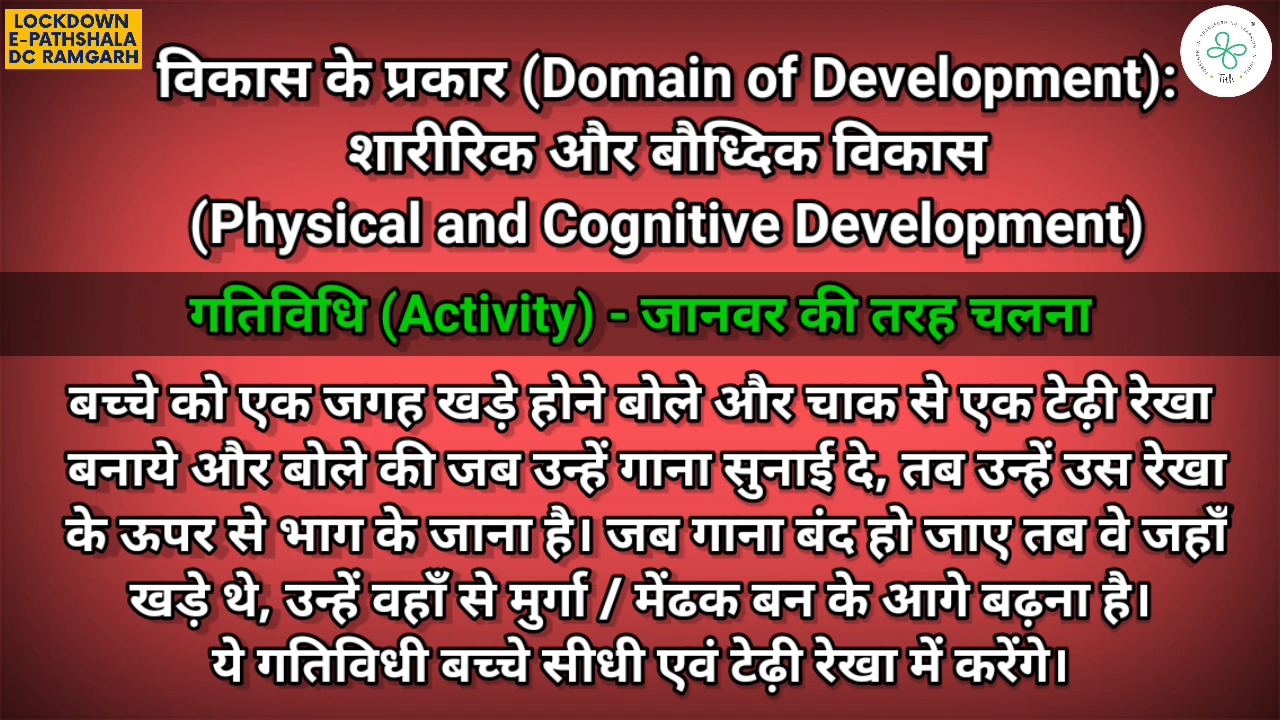 LOCKDOWN
E-PATHSHALA
DC RAMGARH
विकास के प्रकार (Domain of Development):
शारीरिक और बौध्दिक विकास
(Physical and Cognitive Development)
गतिविधि (Activity) - जानवर की तरह चलना
बच्चे को एक जगह खड़े होने बोले और चाक से एक टेढ़ी रेखा
बनाये और बोले की जब उन्हें गाना सुनाई दे, तब उन्हें उस रेखा
के ऊपर से भाग के जाना है। जब गाना बंद हो जाए तब वे जहाँ
खड़े थे, उन्हें वहाँ से मुर्गा / मेंढक बन के आगे बढ़ना है।
ये गतिविधी बच्चे सीधी एवं टेढ़ी रेखा में करेंगे।